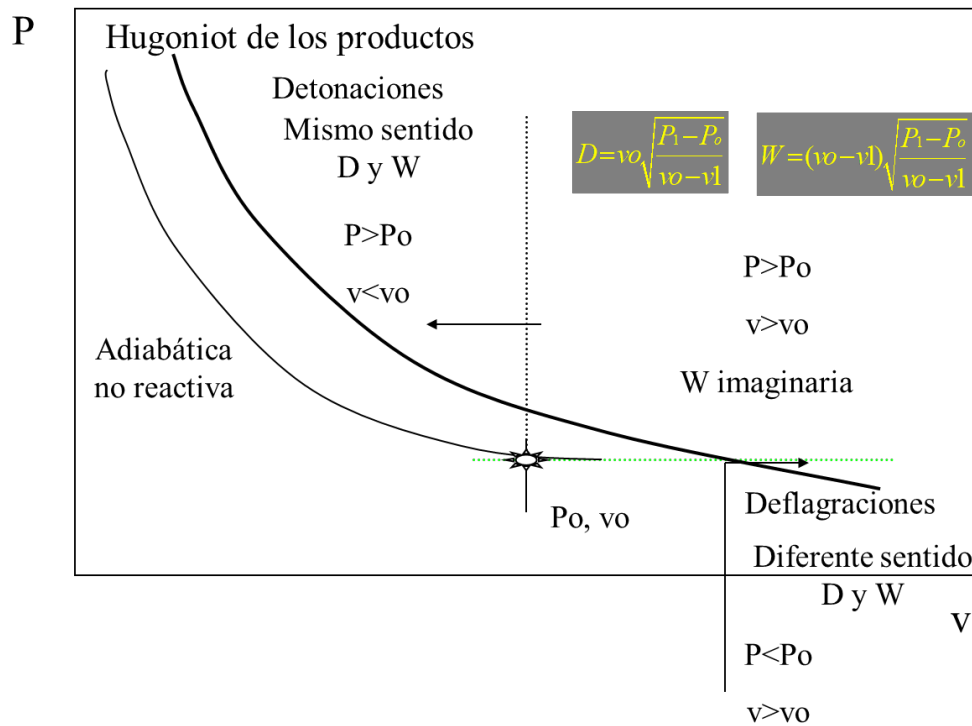 P
Hugoniot de los productos
Detonaciones
Mismo sentido
D y W
P>Po
v<vo
D=vo√((P₁−Pₒ)/(vo−v1))
W=(vo−v1)√((P₁−Pₒ)/(vo−v1))
P>Po
v>vo
W imaginaria
Adiabática
no reactiva
Po, vo
Deflagraciones
Diferente sentido
D y W
v
P<Po
v>vo